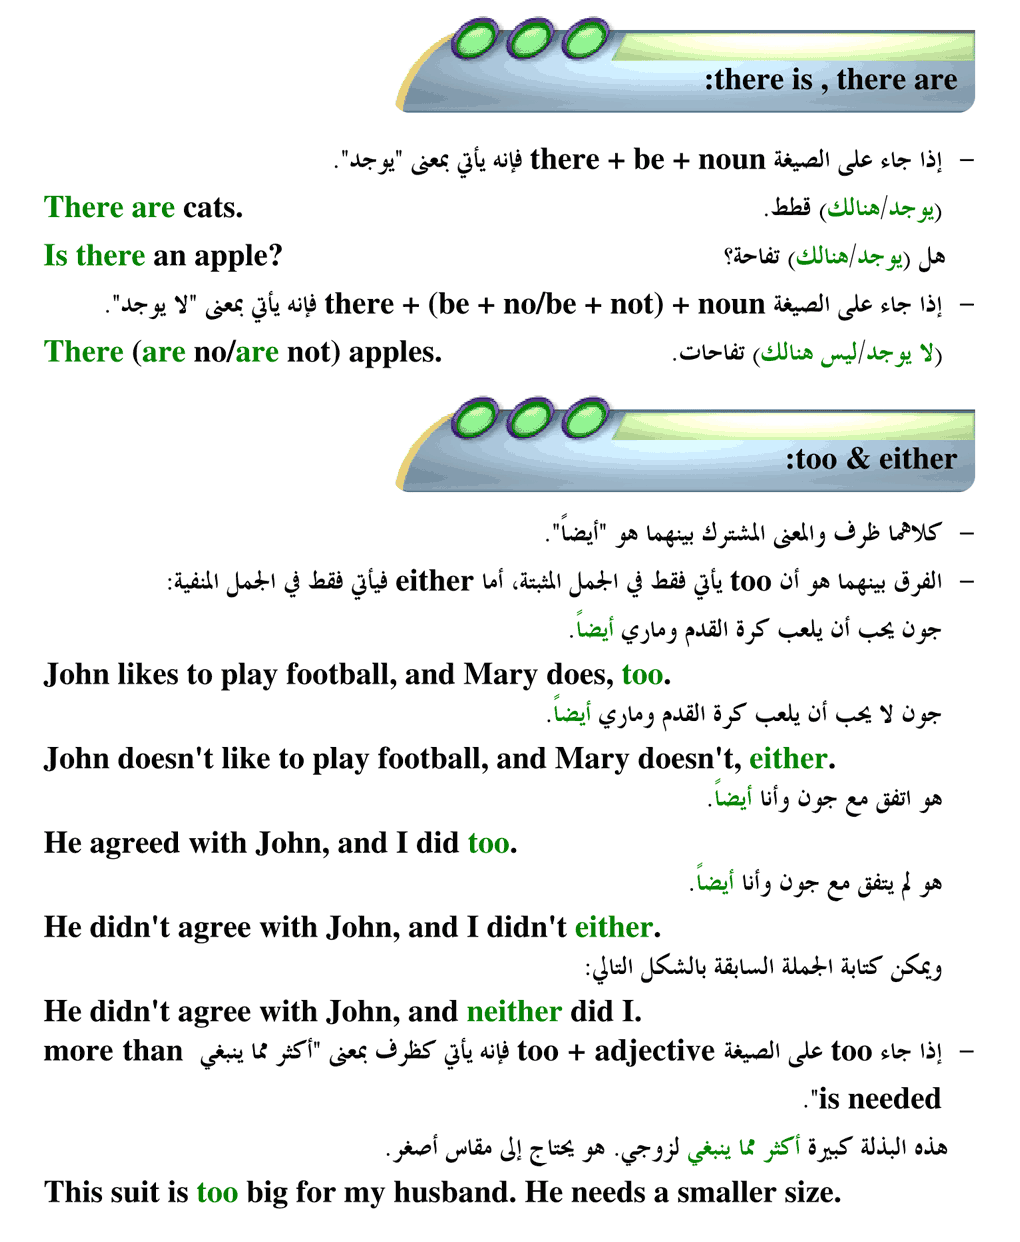 there is , there are:
– إذا جاء على الصيغة there + be + noun فإنه يأتي بمعنى "يوجد".
There are cats. (يوجد/هنالك) قطط.
Is there an apple? هل (يوجد/هنالك) تفاحة؟
– إذا جاء على الصيغة there + (be + no/be + not) + noun فإنه يأتي بمعنى "لا يوجد".
There (are no/are not) apples. (لا يوجد/ليس هنالك) تفاحات.
too & either:
– كلاهما ظرف والمعنى المشترك بينهما هو "أيضاً".
– الفرق بينهما هو أن too يأتي فقط في الجمل المثبتة، أما either فيأتي فقط في الجمل المنفية:
جون يحب أن يلعب كرة القدم وماري أيضاً.
John likes to play football, and Mary does, too.
جون لا يحب أن يلعب كرة القدم وماري أيضاً.
John doesn't like to play football, and Mary doesn't, either.
هو اتفق مع جون وأنا أيضاً.
He agreed with John, and I did too.
هو لم يتفق مع جون وأنا أيضاً.
He didn't agree with John, and I didn't either.
ويمكن كتابة الجملة السابقة بالشكل التالي:
He didn't agree with John, and neither did I.
– إذا جاء too على الصيغة too + adjective فإنه يأتي كظرف بمعنى "أكثر مما ينبغي more than
is needed".
هذه البذلة كبيرة أكثر مما ينبغي لزوجي. هو يحتاج إلى مقاس أصغر.
This suit is too big for my husband. He needs a smaller size.